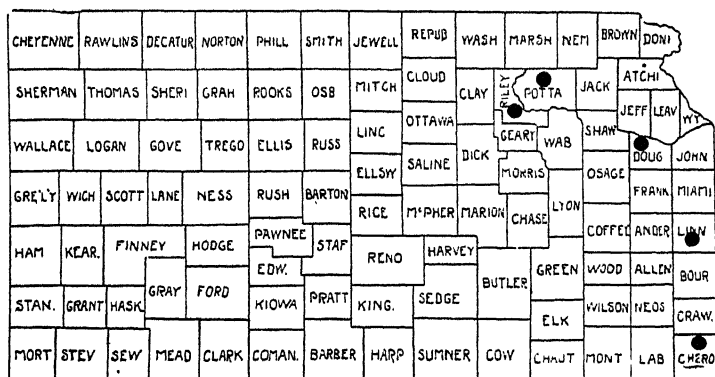 CHEYENNE RAWLINS DECATUR NORTON PHILL SMITH JEWELL REPUB WASH MARSH NEM BROWN DONI
SHERMAN THOMAS SHERI GRAH ROOKS OSB MITCH CLOUD CLAY RILEY POTTA JACK ATCHI
JEFF LEAV WY
WALLACE LOGAN GOVE TREGO ELLIS RUSS LINC OTTAWA DICK GEARY WAB SHAW DOUG JOHN
ELLSW SALINE MORRIS OSAGE
GRE'LY WICH SCOTT LANE NESS RUSH BARTON RICE McPHER MARION CHASE LYON FRANK MIAMI
HAM KEAR. FINNEY HODGE PAWNEE STAF RENO HARVEY COFFEE ANDER LINN
EDW. BUTLER GREEN WOOD ALLEN BOUR
STAN. GRANT HASK. GRAY FORD KIOWA PRATT KING. SEDGE ELK WILSON NEOS CRAW.
MORT STEV SEW MEAD CLARK COMAN. BARBER HARP SUMNER COW CHAUT MONT LAB CHERO